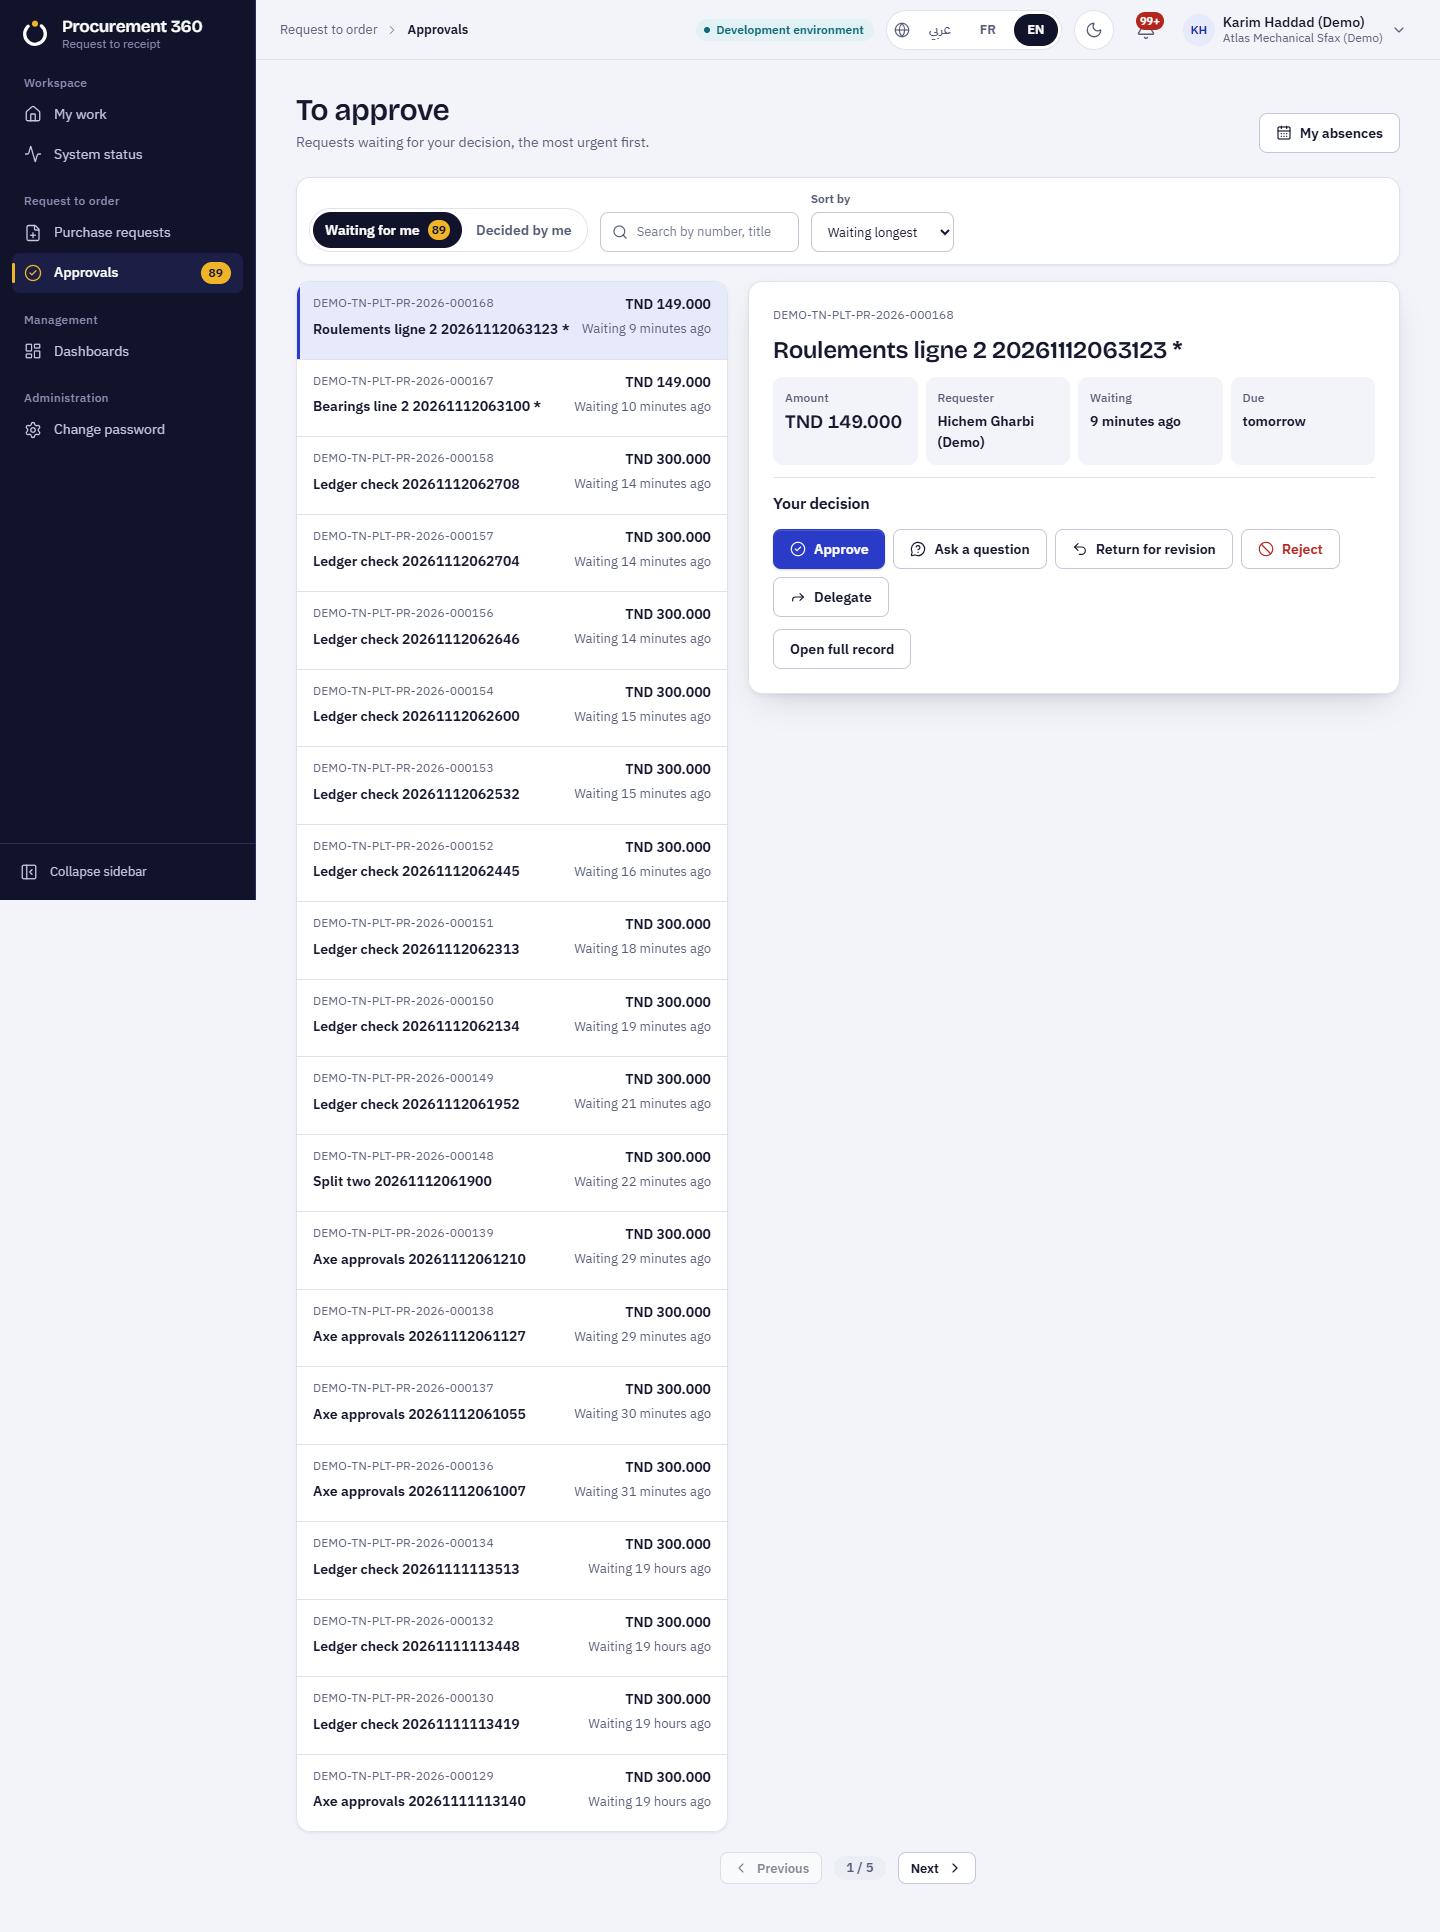 Procurement 360
Request to receipt
Workspace
My work
System status
Request to order
Purchase requests
Approvals 89
Management
Dashboards
Administration
Change password
Collapse sidebar
Request to order > Approvals
Development environment
عربي FR EN
99+
KH
Karim Haddad (Demo)
Atlas Mechanical Sfax (Demo)
To approve
Requests waiting for your decision, the most urgent first.
My absences
Waiting for me 89 Decided by me
Search by number, title
Sort by
Waiting longest
DEMO-TN-PLT-PR-2026-000168 TND 149.000
Roulements ligne 2 20261112063123 * Waiting 9 minutes ago
DEMO-TN-PLT-PR-2026-000167 TND 149.000
Bearings line 2 20261112063100 * Waiting 10 minutes ago
DEMO-TN-PLT-PR-2026-000158 TND 300.000
Ledger check 20261112062708 Waiting 14 minutes ago
DEMO-TN-PLT-PR-2026-000157 TND 300.000
Ledger check 20261112062704 Waiting 14 minutes ago
DEMO-TN-PLT-PR-2026-000156 TND 300.000
Ledger check 20261112062646 Waiting 14 minutes ago
DEMO-TN-PLT-PR-2026-000154 TND 300.000
Ledger check 20261112062600 Waiting 15 minutes ago
DEMO-TN-PLT-PR-2026-000153 TND 300.000
Ledger check 20261112062532 Waiting 15 minutes ago
DEMO-TN-PLT-PR-2026-000152 TND 300.000
Ledger check 20261112062445 Waiting 16 minutes ago
DEMO-TN-PLT-PR-2026-000151 TND 300.000
Ledger check 20261112062313 Waiting 18 minutes ago
DEMO-TN-PLT-PR-2026-000150 TND 300.000
Ledger check 20261112062134 Waiting 19 minutes ago
DEMO-TN-PLT-PR-2026-000149 TND 300.000
Ledger check 20261112061952 Waiting 21 minutes ago
DEMO-TN-PLT-PR-2026-000148 TND 300.000
Split two 20261112061900 Waiting 22 minutes ago
DEMO-TN-PLT-PR-2026-000139 TND 300.000
Axe approvals 20261112061210 Waiting 29 minutes ago
DEMO-TN-PLT-PR-2026-000138 TND 300.000
Axe approvals 20261112061127 Waiting 29 minutes ago
DEMO-TN-PLT-PR-2026-000137 TND 300.000
Axe approvals 20261112061055 Waiting 30 minutes ago
DEMO-TN-PLT-PR-2026-000136 TND 300.000
Axe approvals 20261112061007 Waiting 31 minutes ago
DEMO-TN-PLT-PR-2026-000134 TND 300.000
Ledger check 20261111113513 Waiting 19 hours ago
DEMO-TN-PLT-PR-2026-000132 TND 300.000
Ledger check 20261111113448 Waiting 19 hours ago
DEMO-TN-PLT-PR-2026-000130 TND 300.000
Ledger check 20261111113419 Waiting 19 hours ago
DEMO-TN-PLT-PR-2026-000129 TND 300.000
Axe approvals 20261111113140 Waiting 19 hours ago
DEMO-TN-PLT-PR-2026-000168
Roulements ligne 2 20261112063123 *
Amount Requester Waiting Due
TND 149.000 Hichem Gharbi 9 minutes ago tomorrow
(Demo)
Your decision
Approve Ask a question Return for revision Reject
Delegate
Open full record
Previous 1 / 5 Next